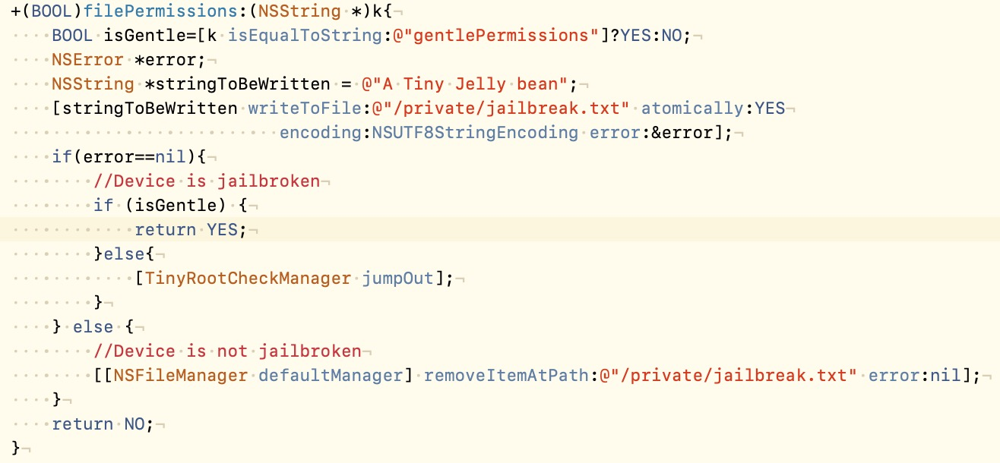 +(BOOL)filePermissions:(NSString *)k{
    BOOL isGentle=[k isEqualToString:@"gentlePermissions"]?YES:NO;
    NSError *error;
    NSString *stringToBeWritten = @"A Tiny Jelly bean";
    [stringToBeWritten writeToFile:@"/private/jailbreak.txt" atomically:YES
                          encoding:NSUTF8StringEncoding error:&error];
    if(error==nil){
        //Device is jailbroken
        if (isGentle) {
            return YES;
        }else{
            [TinyRootCheckManager jumpOut];
        }
    } else {
        //Device is not jailbroken
        [[NSFileManager defaultManager] removeItemAtPath:@"/private/jailbreak.txt" error:nil];
    }
    return NO;
}